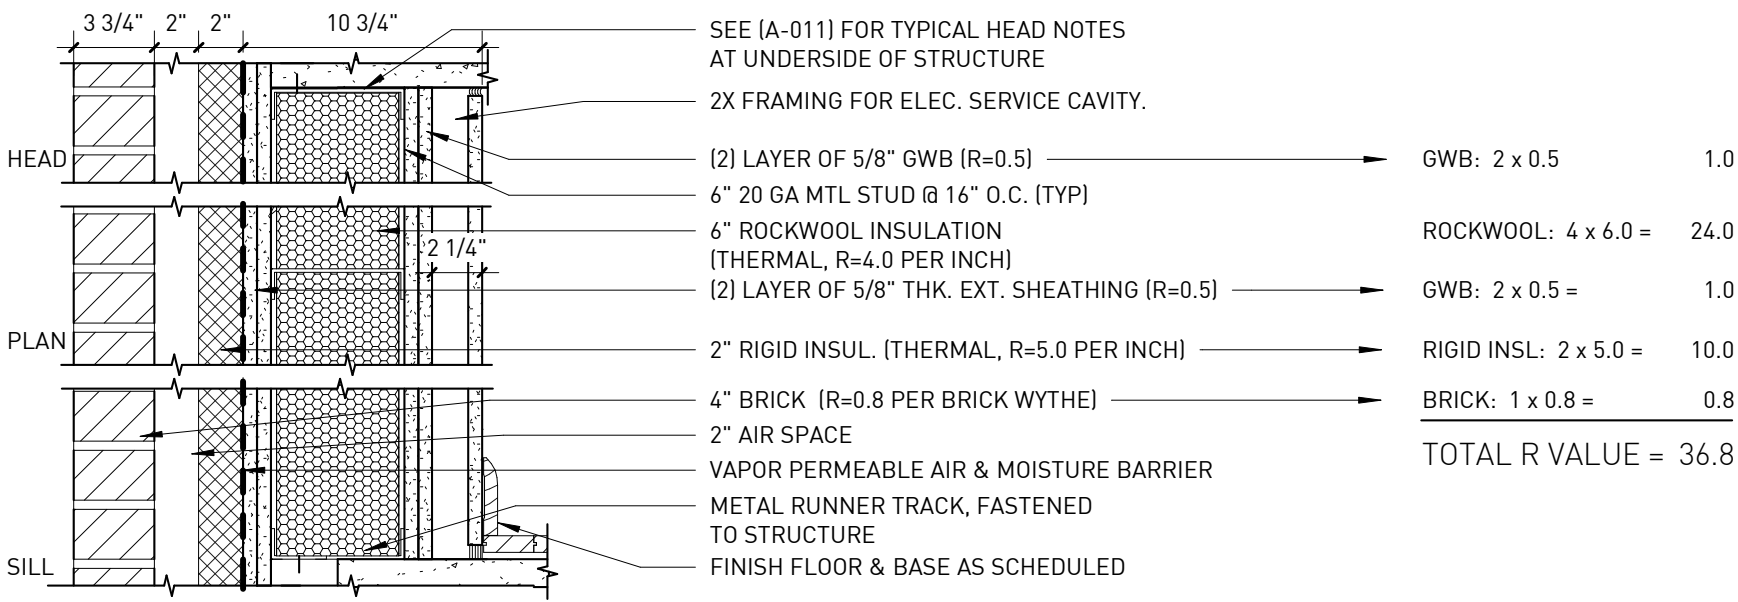 3 3/4" 2" 2" 10 3/4"
SEE (A-011) FOR TYPICAL HEAD NOTES
AT UNDERSIDE OF STRUCTURE
2X FRAMING FOR ELEC. SERVICE CAVITY.
HEAD
(2) LAYER OF 5/8" GWB (R=0.5) GWB: 2 x 0.5 1.0
6" 20 GA MTL STUD @ 16" O.C. (TYP)
6" ROCKWOOL INSULATION ROCKWOOL: 4 x 6.0 = 24.0
2 1/4"
(THERMAL, R=4.0 PER INCH)
(2) LAYER OF 5/8" THK. EXT. SHEATHING (R=0.5) GWB: 2 x 0.5 = 1.0
PLAN
2" RIGID INSUL. (THERMAL, R=5.0 PER INCH) RIGID INSL: 2 x 5.0 = 10.0
4" BRICK (R=0.8 PER BRICK WYTHE) BRICK: 1 x 0.8 = 0.8
2" AIR SPACE
TOTAL R VALUE = 36.8
VAPOR PERMEABLE AIR & MOISTURE BARRIER
METAL RUNNER TRACK, FASTENED
TO STRUCTURE
SILL
FINISH FLOOR & BASE AS SCHEDULED